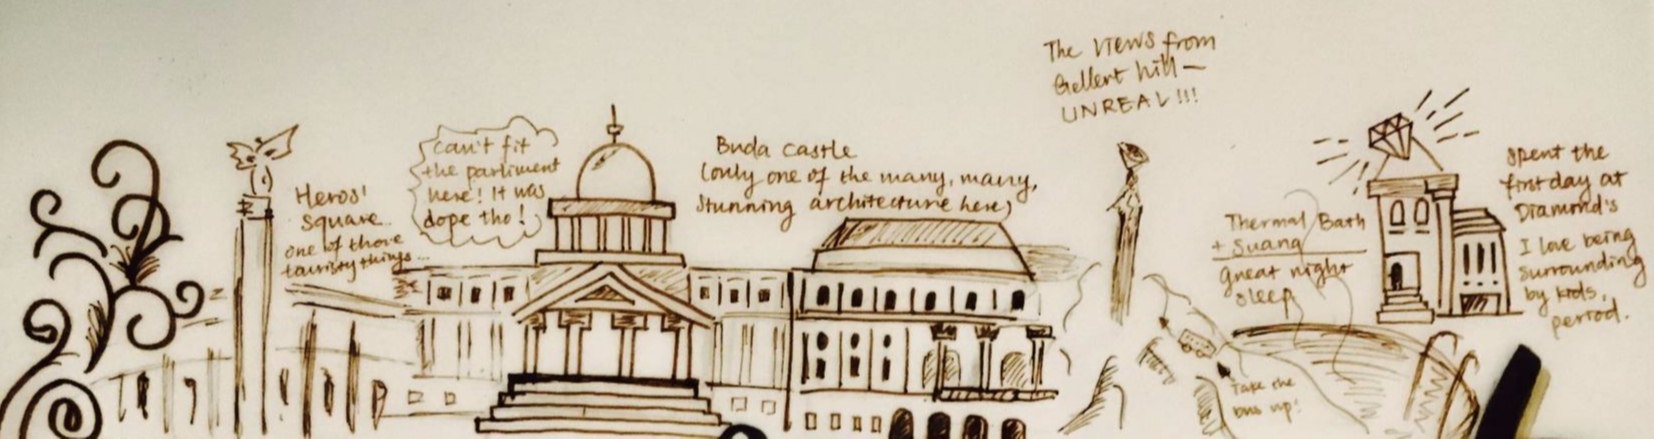 Heros'
Square..
one of those
touristy things...
can't fit
the parliment
here! It was
dope tho!
Buda castle
(only one of the many, many,
stunning architecture here)
The views from
Gellert hill —
UNREAL!!!
Take the
bus up!
Thermal Bath
+ Suana
great night
sleep
spent the
first day at
Diamond's
I love being
surrounding
by kids,
period.